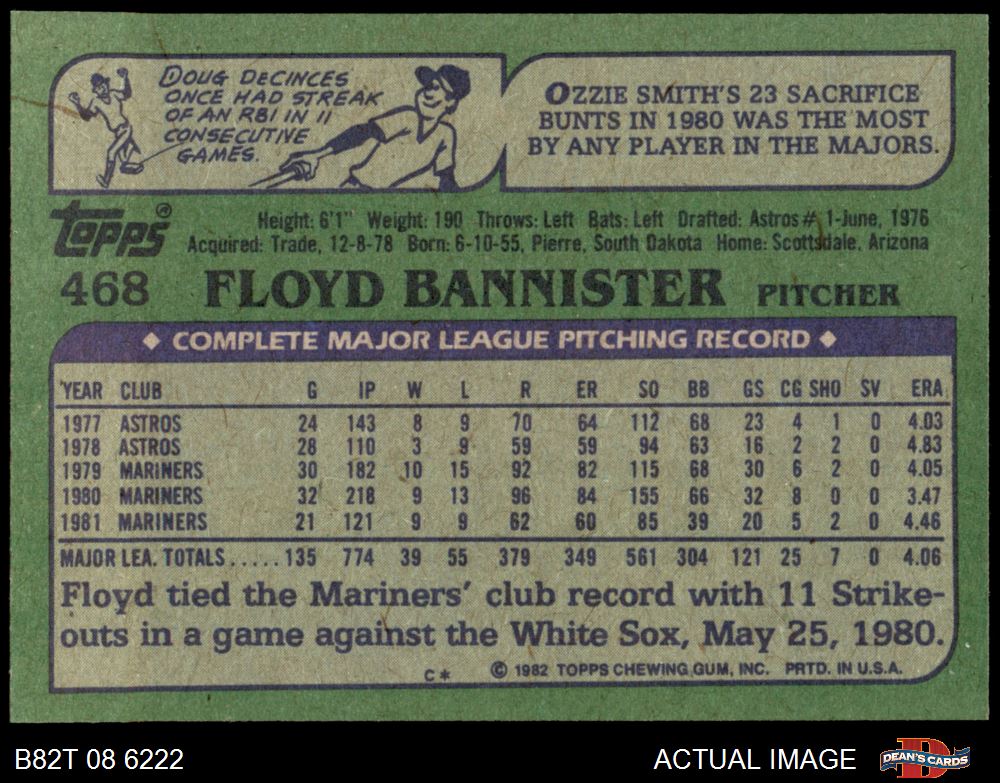 DOUG DECINCES
ONCE HAD STREAK
OF AN RBI IN 11
CONSECUTIVE
GAMES.
OZZIE SMITH'S 23 SACRIFICE
BUNTS IN 1980 WAS THE MOST
BY ANY PLAYER IN THE MAJORS.
Topps®
Height: 6'1" Weight: 190 Throws: Left Bats: Left Drafted: Astros # 1-June, 1976
Acquired: Trade, 12-8-78 Born: 6-10-55, Pierre, South Dakota Home: Scottsdale, Arizona
468 FLOYD BANNISTER PITCHER
◆ COMPLETE MAJOR LEAGUE PITCHING RECORD ◆
YEAR CLUB G IP W L R ER SO BB GS CG SHO SV ERA
1977 ASTROS 24 143 8 9 70 64 112 68 23 4 1 0 4.03
1978 ASTROS 28 110 3 9 59 59 94 63 16 2 2 0 4.83
1979 MARINERS 30 182 10 15 92 82 115 68 30 6 2 0 4.05
1980 MARINERS 32 218 9 13 96 84 155 66 32 8 0 0 3.47
1981 MARINERS 21 121 9 9 62 60 85 39 20 5 2 0 4.46
MAJOR LEA. TOTALS.....135 774 39 55 379 349 561 304 121 25 7 0 4.06
Floyd tied the Mariners' club record with 11 Strike-
outs in a game against the White Sox, May 25, 1980.
C* © 1982 TOPPS CHEWING GUM, INC. PRTD. IN U.S.A.
B82T 08 6222 ACTUAL IMAGE DEAN'S CARDS